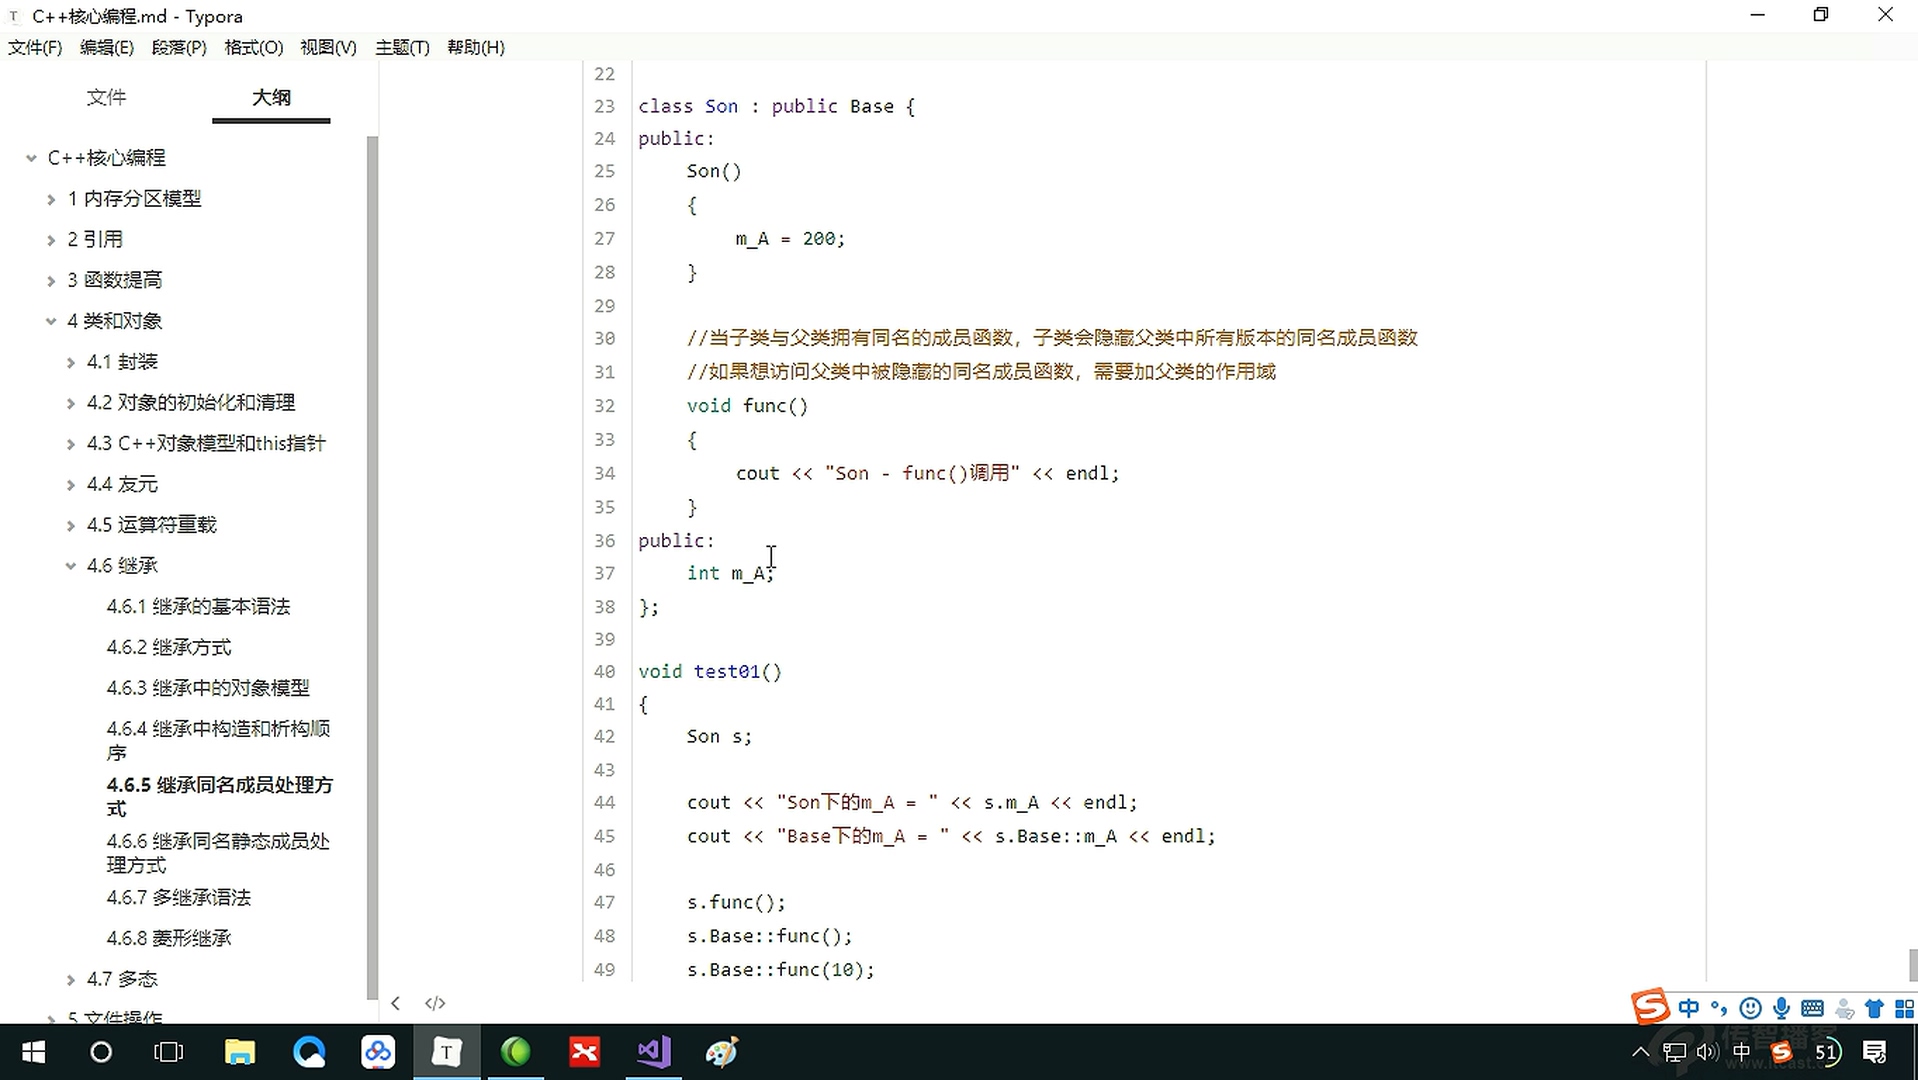 C++核心编程.md - Typora
文件(F) 编辑(E) 段落(P) 格式(O) 视图(V) 主题(T) 帮助(H)
文件 大纲
C++核心编程
1 内存分区模型
2 引用
3 函数提高
4 类和对象
4.1 封装
4.2 对象的初始化和清理
4.3 C++对象模型和this指针
4.4 友元
4.5 运算符重载
4.6 继承
4.6.1 继承的基本语法
4.6.2 继承方式
4.6.3 继承中的对象模型
4.6.4 继承中构造和析构顺
序
4.6.5 继承同名成员处理方
式
4.6.6 继承同名静态成员处
理方式
4.6.7 多继承语法
4.6.8 菱形继承
4.7 多态
5 文件操作
22
23 class Son : public Base {
24 public:
25 Son()
26 {
27 m_A = 200;
28 }
29
30 //当子类与父类拥有同名的成员函数，子类会隐藏父类中所有版本的同名成员函数
31 //如果想访问父类中被隐藏的同名成员函数，需要加父类的作用域
32 void func()
33 {
34 cout << "Son - func()调用" << endl;
35 }
36 public:
37 int m_A;
38 };
39
40 void test01()
41 {
42 Son s;
43
44 cout << "Son下的m_A = " << s.m_A << endl;
45 cout << "Base下的m_A = " << s.Base::m_A << endl;
46
47 s.func();
48 s.Base::func();
49 s.Base::func(10);
中
中 51
传智播客
www.itcast.cn